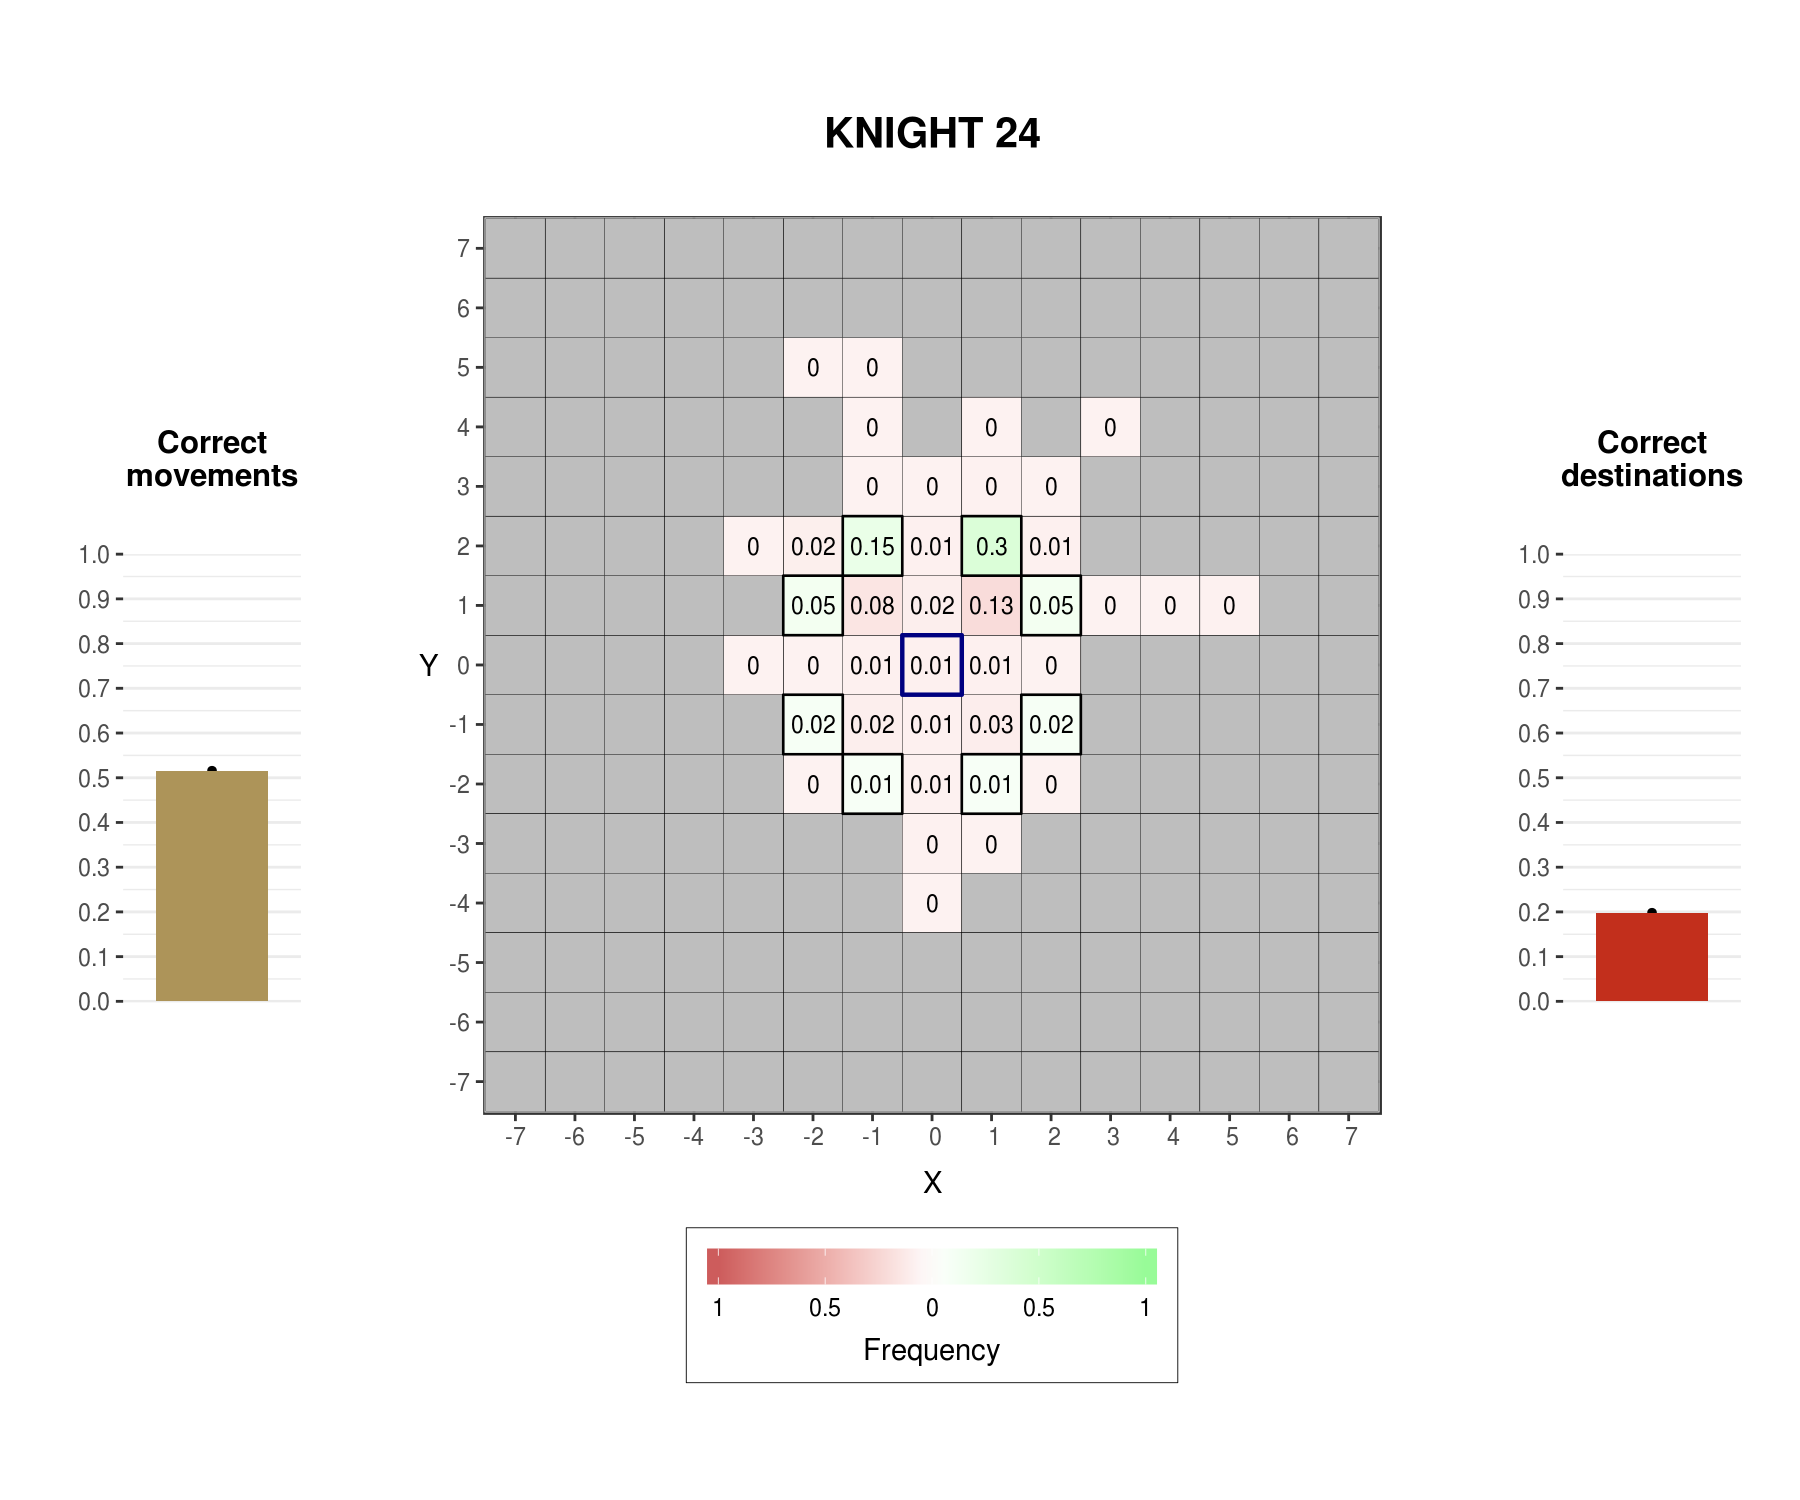 KNIGHT 24
Correct
movements
1.0
0.9
0.8
0.7
0.6
0.5
0.4
0.3
0.2
0.1
0.0
Y
7
6
5 0 0
4 0 0 0
3 0 0 0 0
2 0 0.02 0.15 0.01 0.3 0.01
1 0.05 0.08 0.02 0.13 0.05 0 0 0
0 0 0 0.01 0.01 0.01 0
-1 0.02 0.02 0.01 0.03 0.02
-2 0 0.01 0.01 0.01 0
-3 0 0
-4 0
-5
-6
-7
-7 -6 -5 -4 -3 -2 -1 0 1 2 3 4 5 6 7
X
1 0.5 0 0.5 1
Frequency
Correct
destinations
1.0
0.9
0.8
0.7
0.6
0.5
0.4
0.3
0.2
0.1
0.0